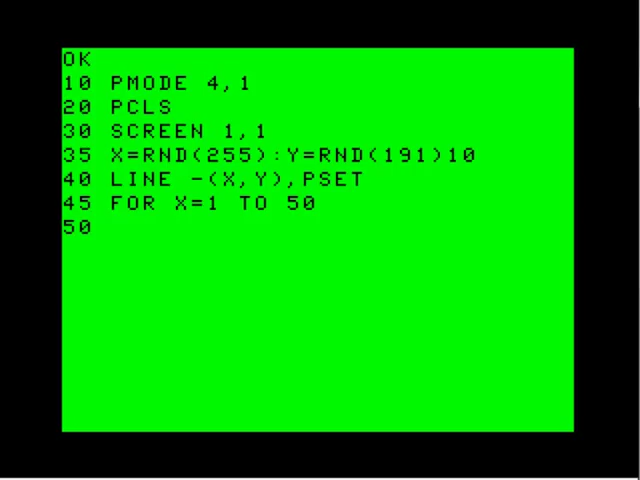 OK
10 PMODE 4,1
20 PCLS
30 SCREEN 1,1
35 X=RND(255):Y=RND(191)10
40 LINE -(X,Y),PSET
45 FOR X=1 TO 50
50